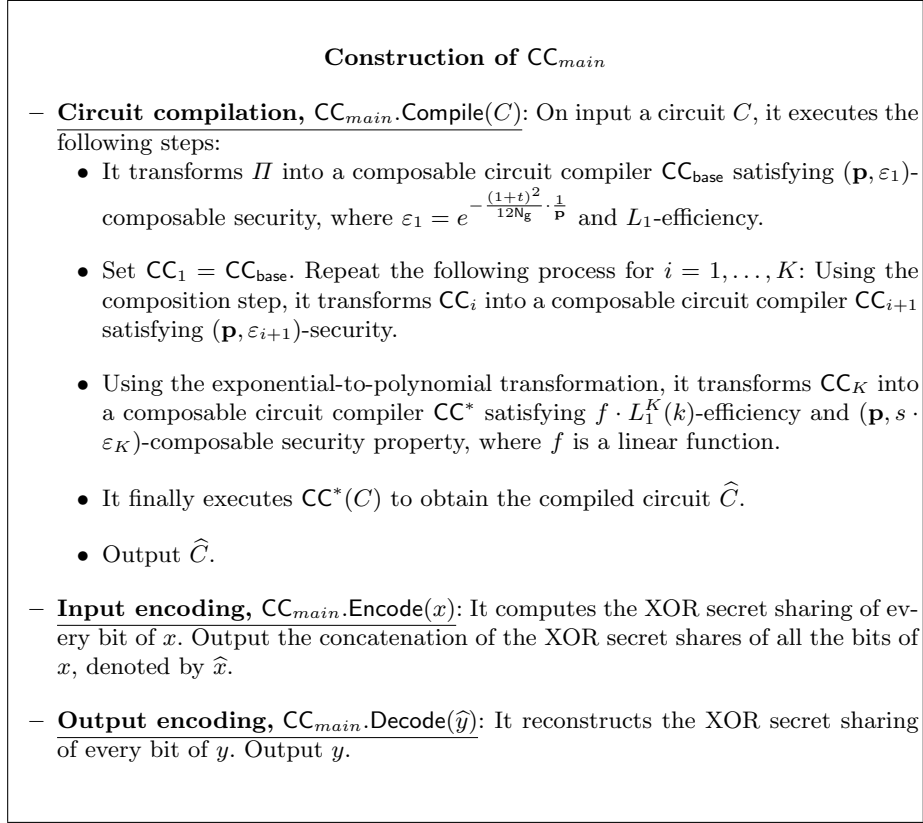 Construction of CC_main
– Circuit compilation, CC_main.Compile(C): On input a circuit C, it executes the
following steps:
• It transforms Π into a composable circuit compiler CC_base satisfying (p, ε₁)-
composable security, where ε₁ = e^{−\frac{(1+t)^2}{12N_g}·\frac{1}{p}} and L₁-efficiency.
• Set CC₁ = CC_base. Repeat the following process for i = 1, . . . , K: Using the
composition step, it transforms CC_i into a composable circuit compiler CC_{i+1}
satisfying (p, ε_{i+1})-security.
• Using the exponential-to-polynomial transformation, it transforms CC_K into
a composable circuit compiler CC* satisfying f · L_1^K(k)-efficiency and (p, s ·
ε_K)-composable security property, where f is a linear function.
• It finally executes CC*(C) to obtain the compiled circuit Ĉ.
• Output Ĉ.
– Input encoding, CC_main.Encode(x): It computes the XOR secret sharing of ev-
ery bit of x. Output the concatenation of the XOR secret shares of all the bits of
x, denoted by x̂.
– Output encoding, CC_main.Decode(ŷ): It reconstructs the XOR secret sharing
of every bit of y. Output y.